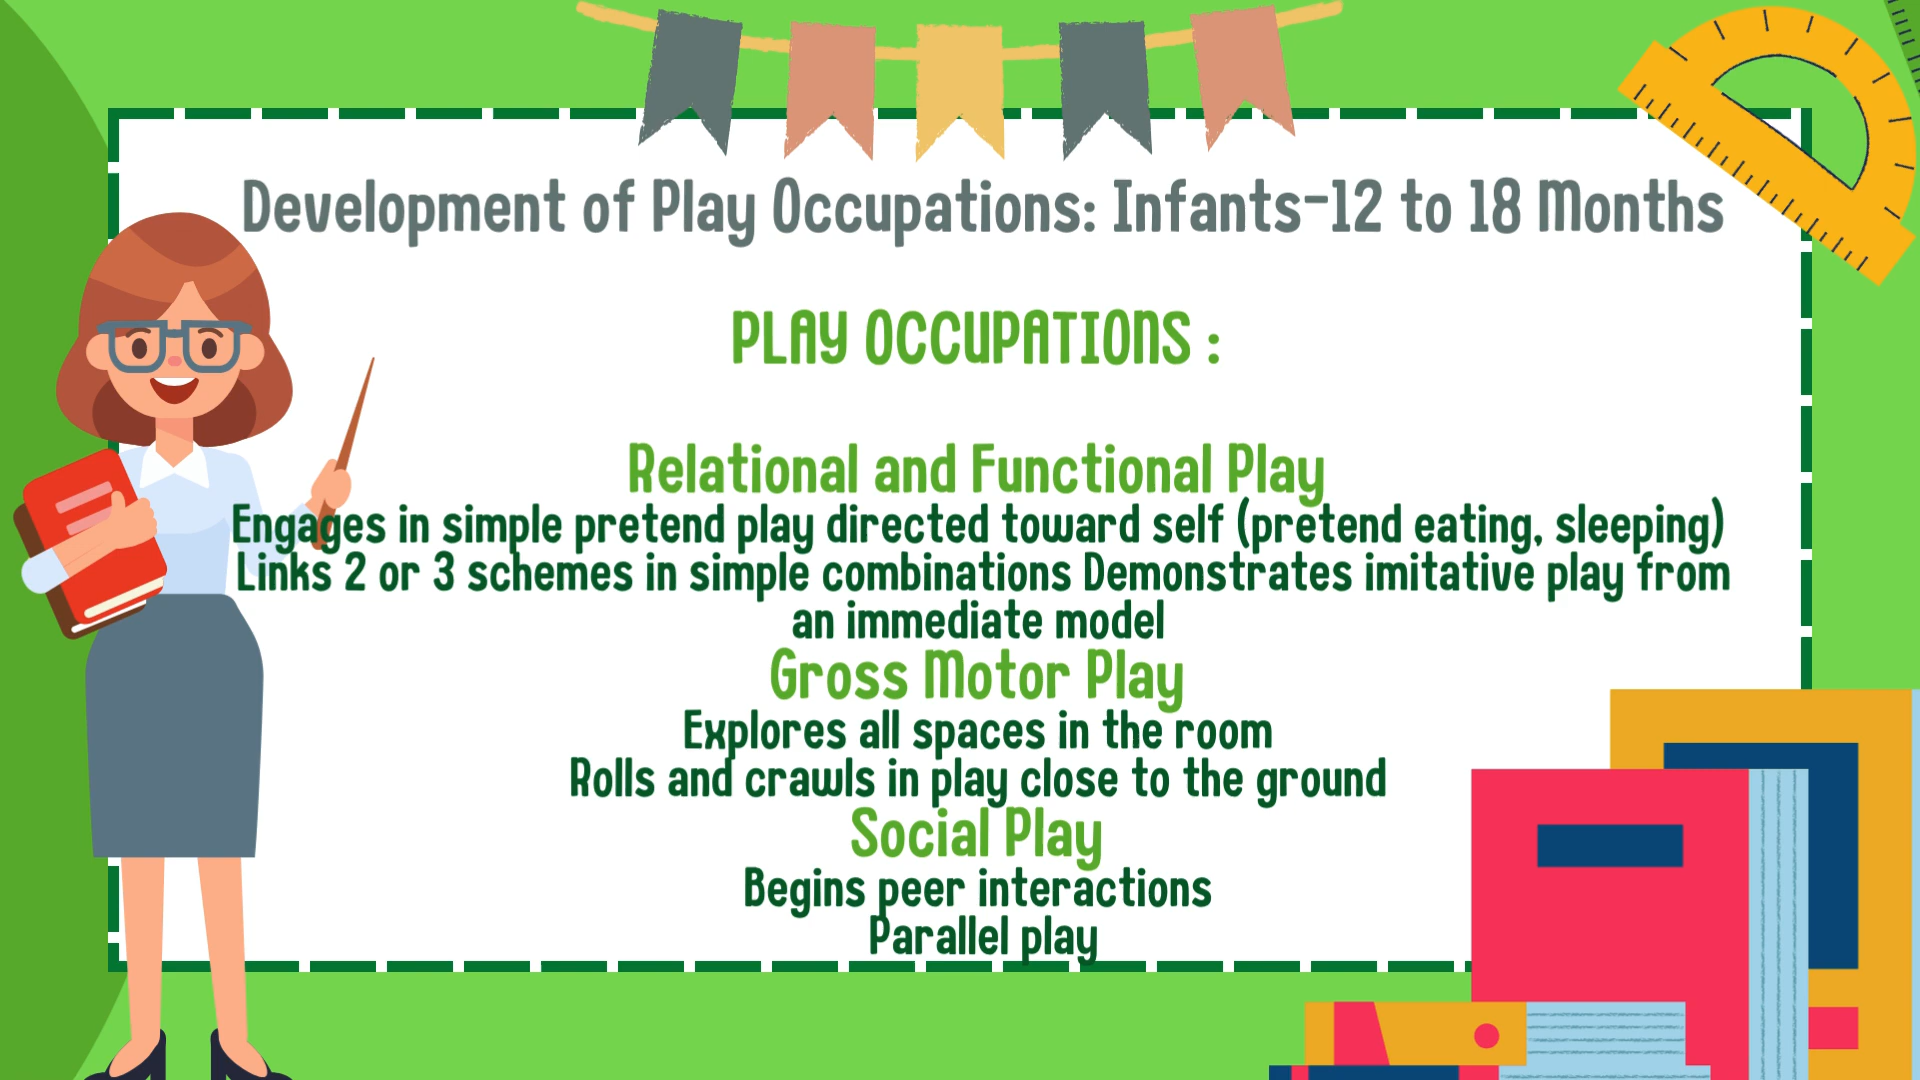 Development of Play Occupations: Infants-12 to 18 Months
PLAY OCCUPATIONS :
Relational and Functional Play
Engages in simple pretend play directed toward self (pretend eating, sleeping)
Links 2 or 3 schemes in simple combinations Demonstrates imitative play from
an immediate model
Gross Motor Play
Explores all spaces in the room
Rolls and crawls in play close to the ground
Social Play
Begins peer interactions
Parallel play